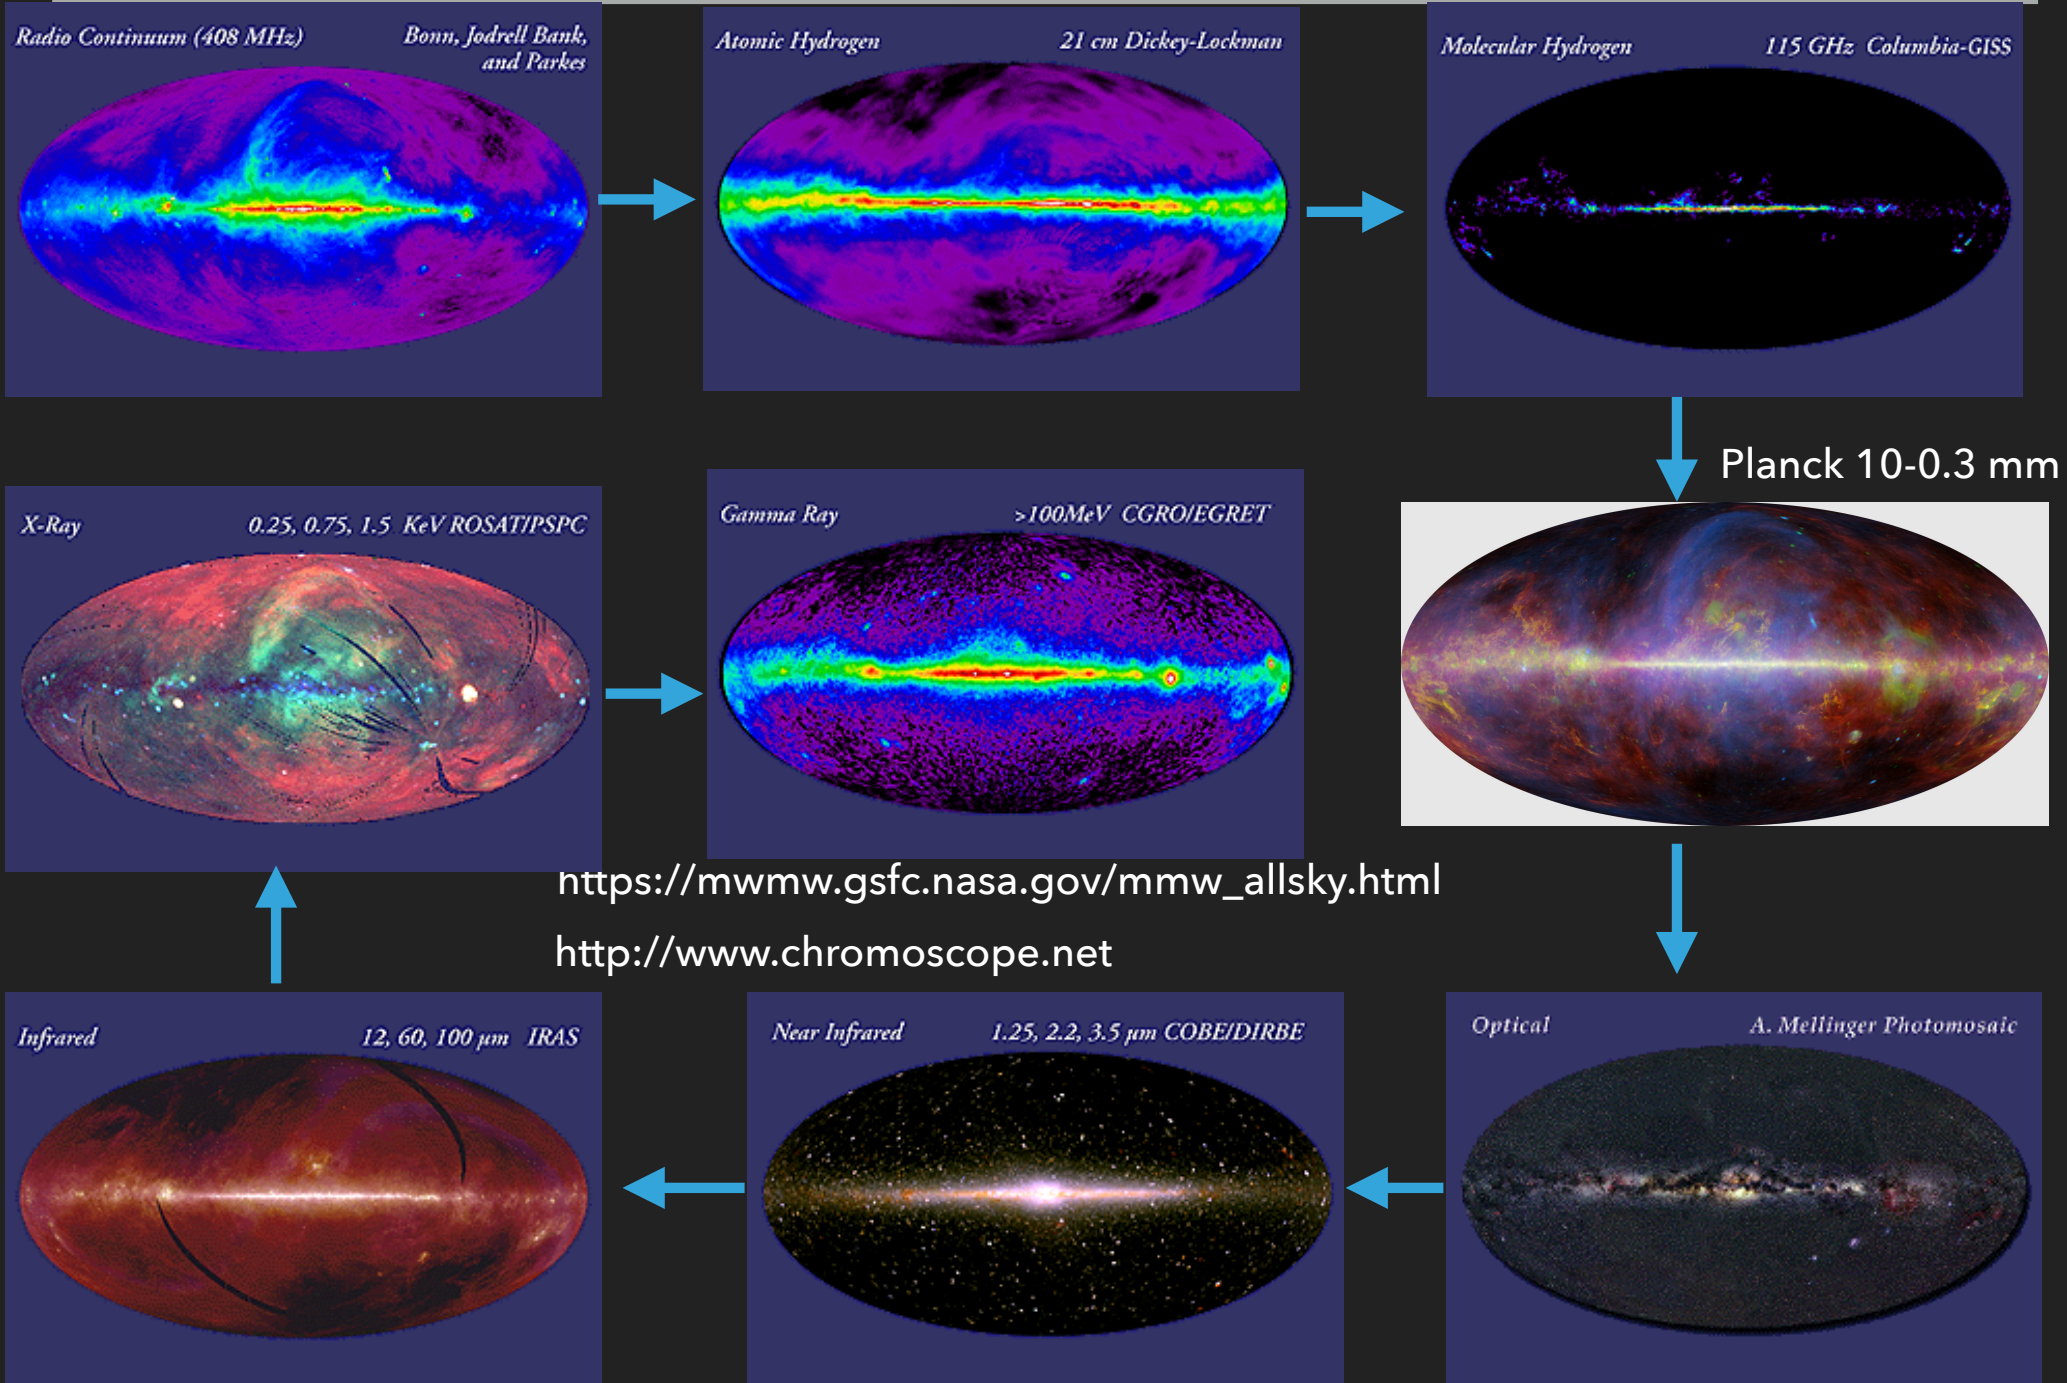 Radio Continuum (408 MHz)
Bonn, Jodrell Bank,
and Parkes
Atomic Hydrogen
21 cm Dickey-Lockman
Molecular Hydrogen
115 GHz Columbia-GISS
Planck 10-0.3 mm
X-Ray
0.25, 0.75, 1.5 KeV ROSAT/PSPC
Gamma Ray
>100MeV CGRO/EGRET
https://mwmw.gsfc.nasa.gov/mmw_allsky.html
http://www.chromoscope.net
Infrared
12, 60, 100 µm IRAS
Near Infrared
1.25, 2.2, 3.5 µm COBE/DIRBE
Optical
A. Mellinger Photomosaic